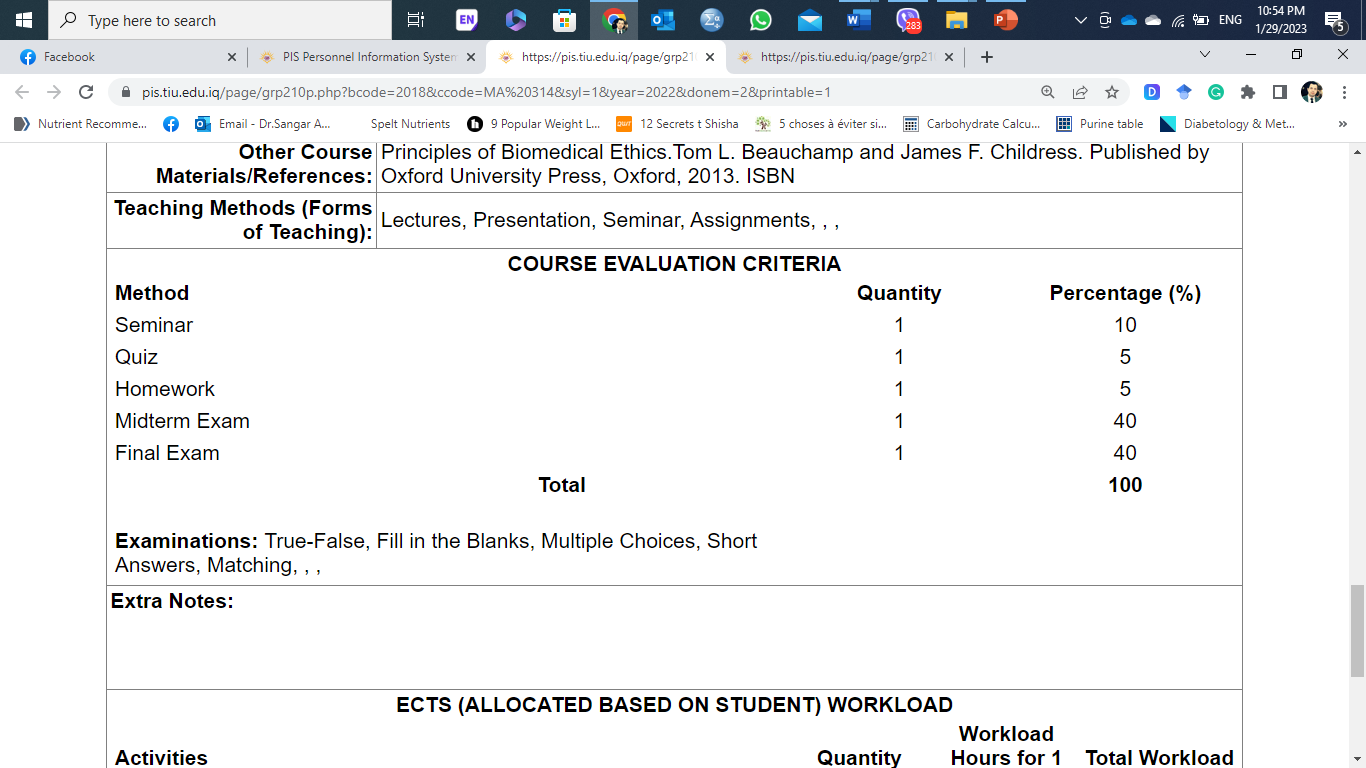 Type here to search
EN
283
ENG
10:54 PM
1/29/2023
5
Facebook
PIS Personnel Information System
https://pis.tiu.edu.iq/page/grp21
https://pis.tiu.edu.iq/page/grp21
pis.tiu.edu.iq/page/grp210p.php?bcode=2018&ccode=MA%20314&syl=1&year=2022&donem=2&printable=1
Nutrient Recomme...
Email - Dr.Sangar A...
Spelt Nutrients
9 Popular Weight L...
12 Secrets t Shisha
5 choses à éviter si...
Carbohydrate Calcu...
Purine table
Diabetology & Met...
»
Other Course Materials/References:
Principles of Biomedical Ethics.Tom L. Beauchamp and James F. Childress. Published by
Oxford University Press, Oxford, 2013. ISBN
Teaching Methods (Forms of Teaching):
Lectures, Presentation, Seminar, Assignments, , ,
COURSE EVALUATION CRITERIA
Method Quantity Percentage (%)
Seminar 1 10
Quiz 1 5
Homework 1 5
Midterm Exam 1 40
Final Exam 1 40
Total 100
Examinations: True-False, Fill in the Blanks, Multiple Choices, Short
Answers, Matching, , ,
Extra Notes:
ECTS (ALLOCATED BASED ON STUDENT) WORKLOAD
Activities Quantity Workload Hours for 1 Total Workload